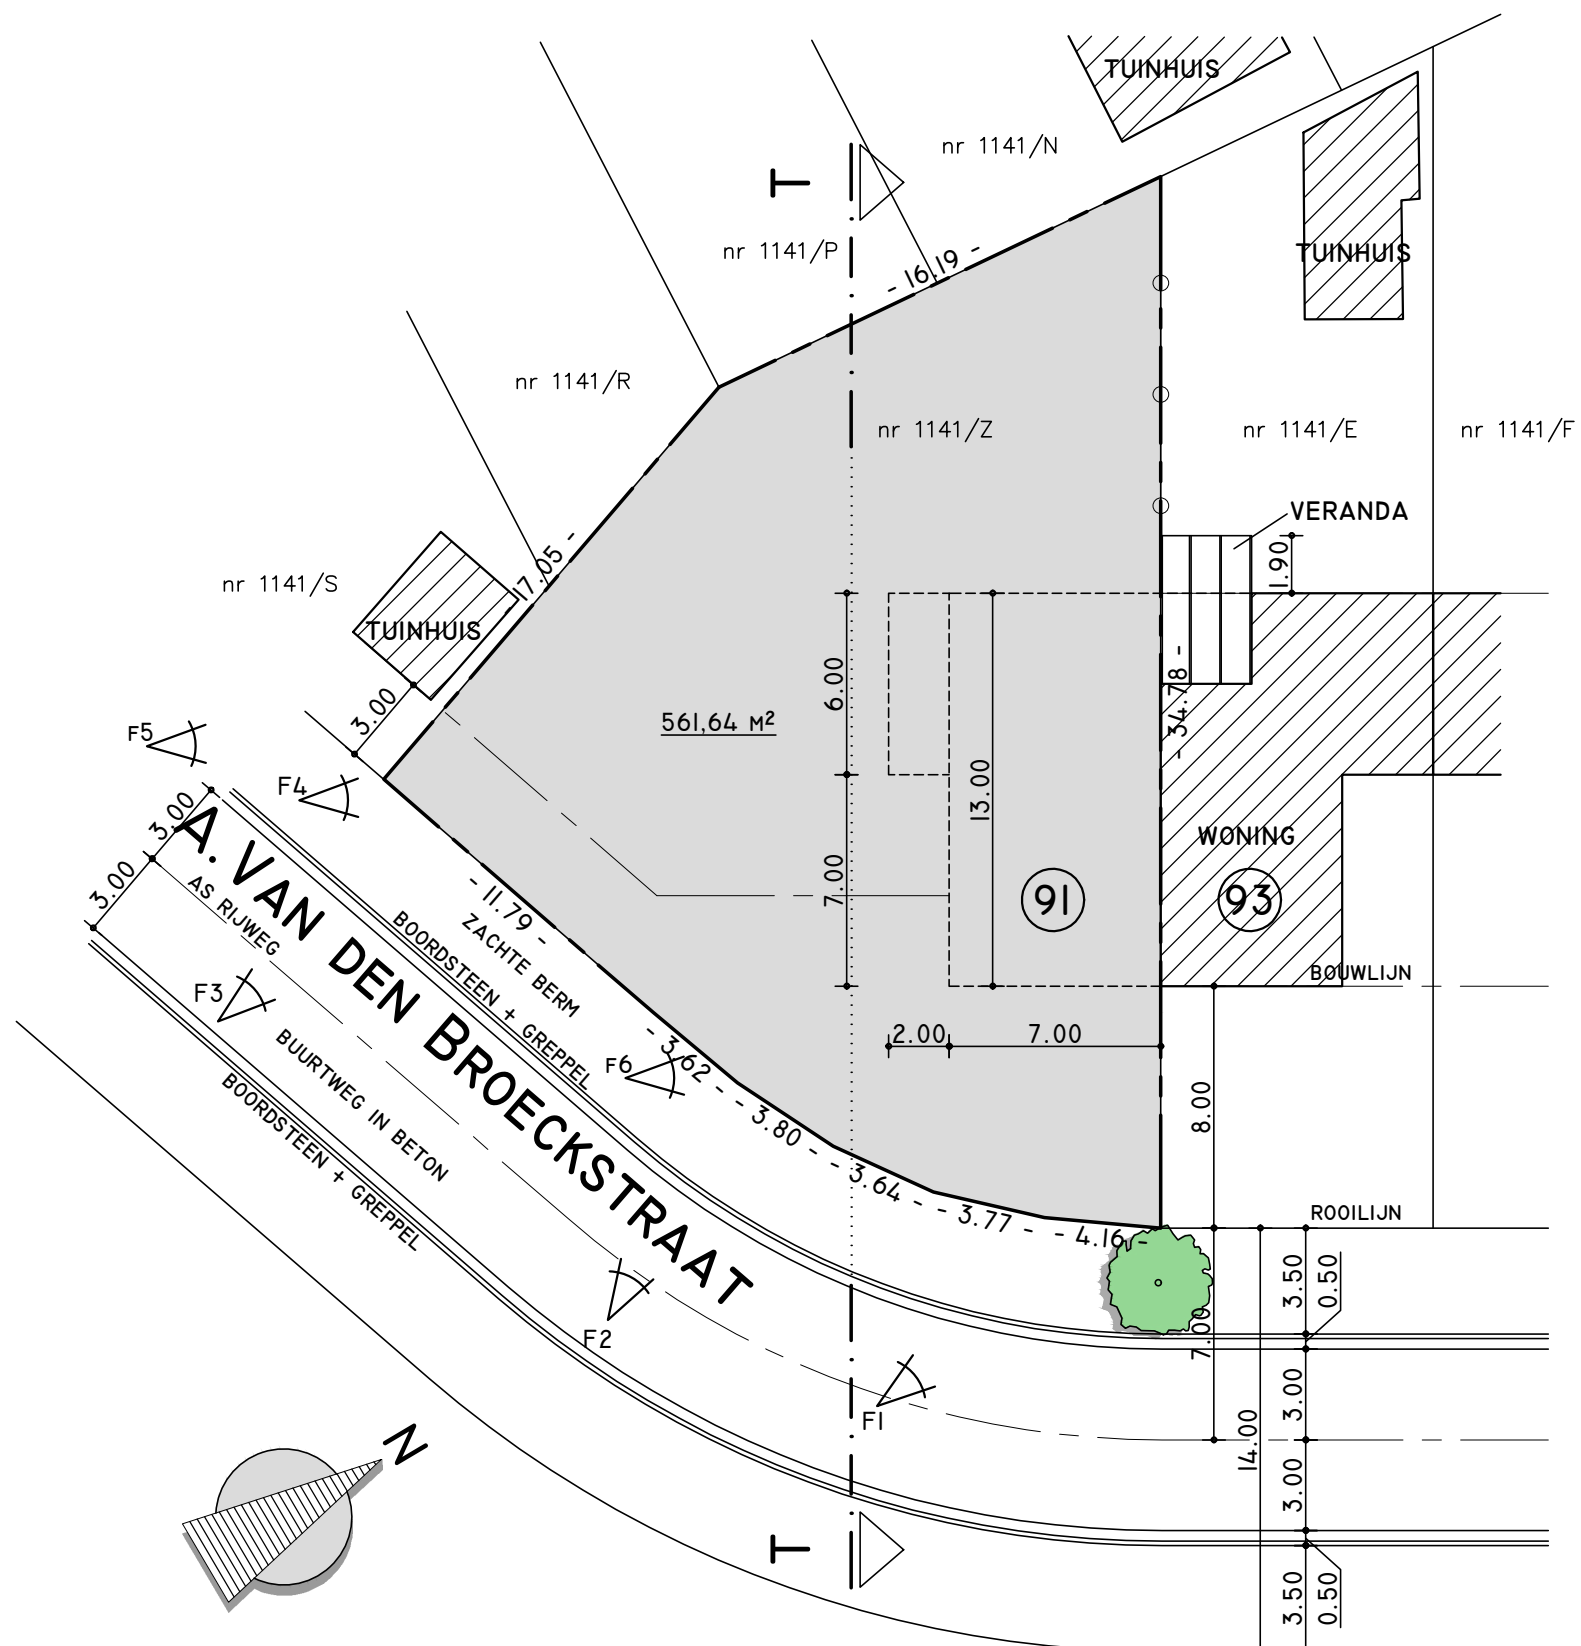 TUINHUIS
nr 1141/N
T
nr 1141/P
- 16.19 -
TUINHUIS
nr 1141/R
nr 1141/Z
nr 1141/E
nr 1141/F
VERANDA
1.90
17.05 -
nr 1141/S
TUINHUIS
3.00
6.00
561,64 M²
- 34.78 -
13.00
7.00
WONING
91
93
BOUWLIJN
F5
F4
3.00
3.00
A. VAN DEN BROECKSTRAAT
AS RIJWEG
- 11.79 -
ZACHTE BERM
BOORDSTEEN + GREPPEL
F3
BUURTWEG IN BETON
BOORDSTEEN + GREPPEL
F6
- 3.62 -
- 3.80 -
- 3.64 -
- 3.77 -
- 4.16 -
2.00
7.00
8.00
ROOILIJN
3.50
0.50
7.00
F2
F1
3.00
14.00
3.00
N
T
3.50
0.50